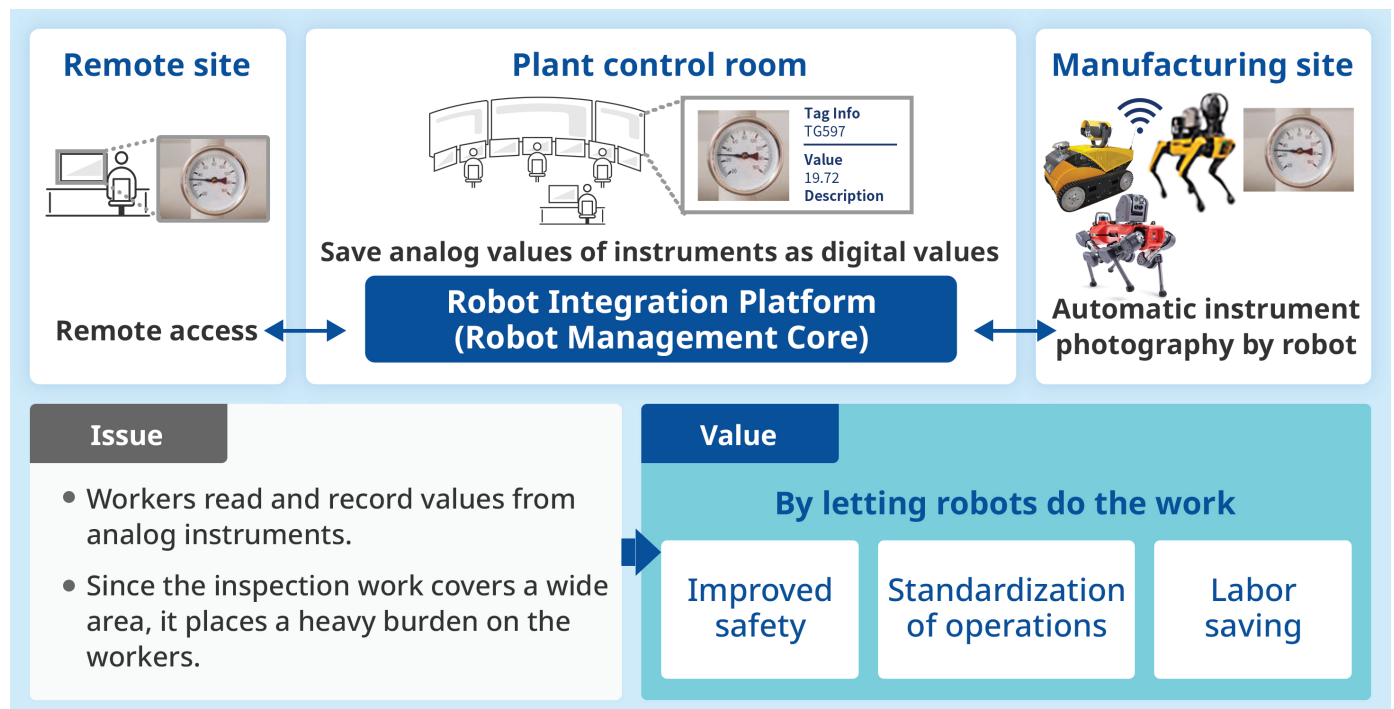 Remote site
Remote access
Plant control room
Tag Info
TG597
Value
19.72
Description
Save analog values of instruments as digital values
Robot Integration Platform
(Robot Management Core)
Manufacturing site
Automatic instrument
photography by robot
Issue
Workers read and record values from
analog instruments.
Since the inspection work covers a wide
area, it places a heavy burden on the
workers.
Value
By letting robots do the work
Improved
safety
Standardization
of operations
Labor
saving